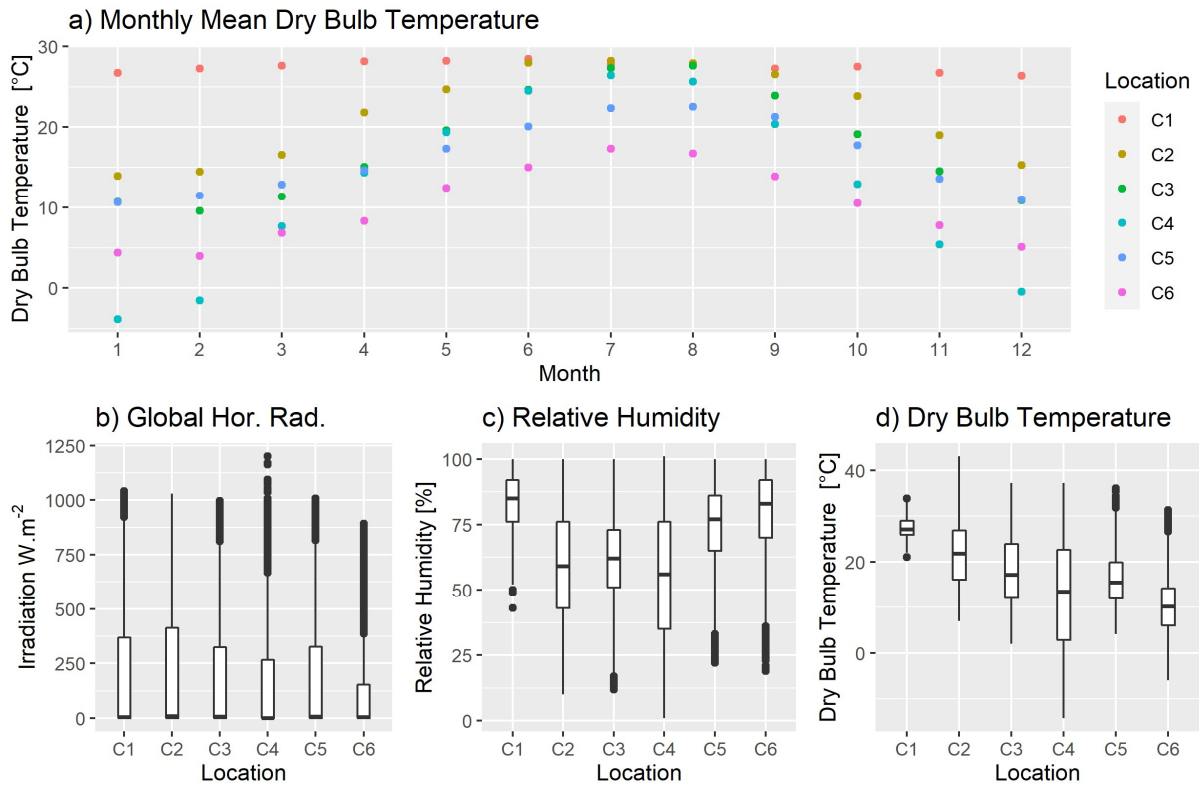 a) Monthly Mean Dry Bulb Temperature
Dry Bulb Temperature [°C]
30
20
10
0
1 2 3 4 5 6 7 8 9 10 11 12
Month
Location
C1
C2
C3
C4
C5
C6
b) Global Hor. Rad.
Irradiation W.m⁻²
1250
1000
750
500
250
0
C1 C2 C3 C4 C5 C6
Location
c) Relative Humidity
Relative Humidity [%]
100
75
50
25
0
C1 C2 C3 C4 C5 C6
Location
d) Dry Bulb Temperature
Dry Bulb Temperature [°C]
40
20
0
C1 C2 C3 C4 C5 C6
Location